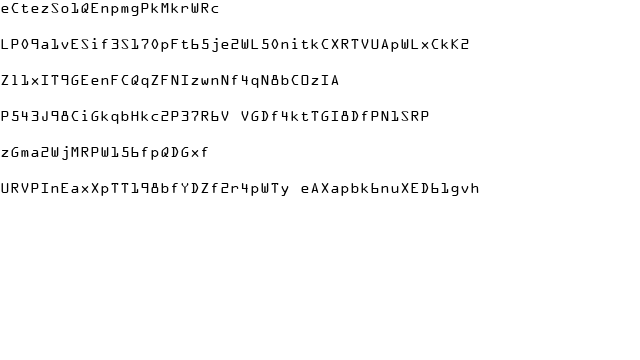 eCtezSo1QEnpmgPkMkrWRc
LP09a1vESif3S170pFt65je2WL50nitkCXRTVUApWLxCkK2
Z11xIT9GEenFCQqZFNIzwnNf4qN8bCOzIA
P543J98CiGkqbHkc2P37R6V VGDf4ktTGI8DfPN1SRP
zGma2WjMRPW156fpQDGxf
URVPInEaxXpTT198bfYDZf2r4pWTy eAXapbk6nuXED61gvh